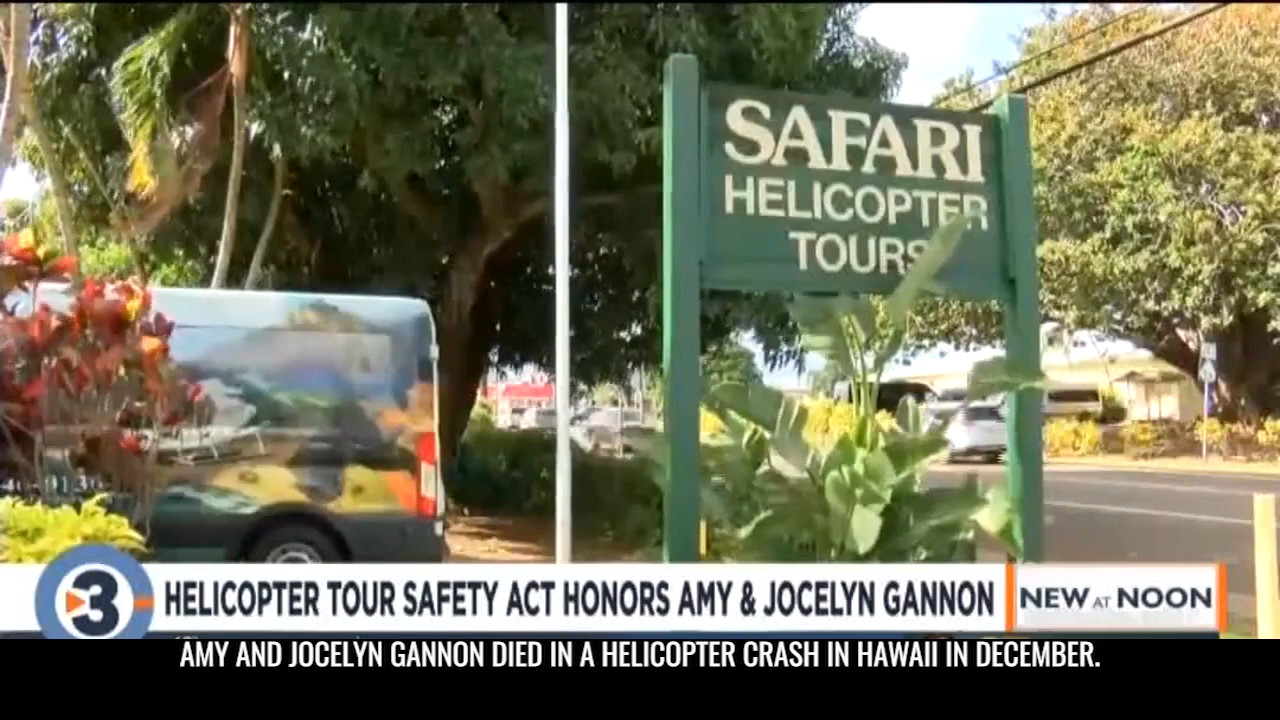 SAFARI
HELICOPTER
TOURS
3 HELICOPTER TOUR SAFETY ACT HONORS AMY & JOCELYN GANNON NEW AT NOON
AMY AND JOCELYN GANNON DIED IN A HELICOPTER CRASH IN HAWAII IN DECEMBER.